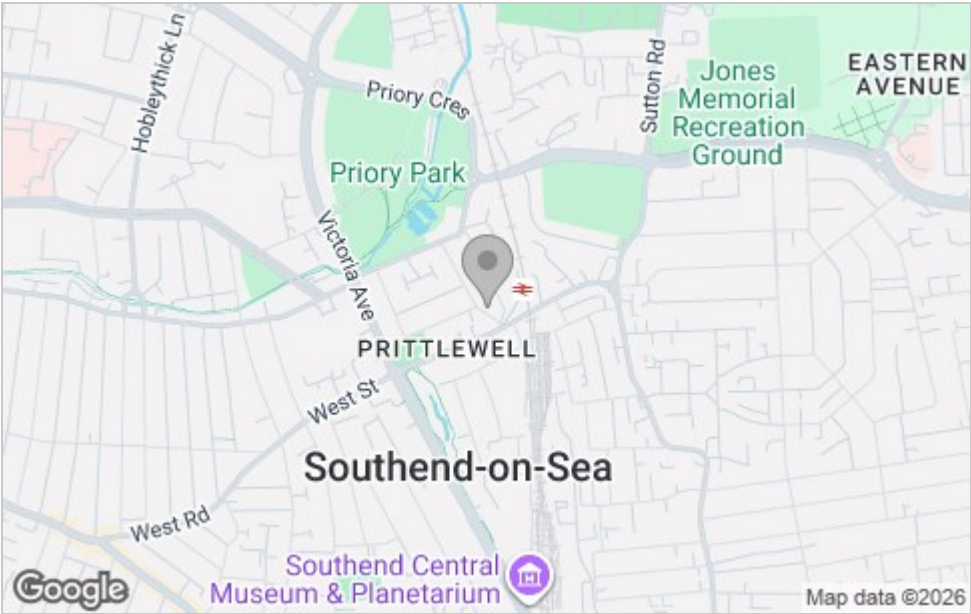 Hobleythick Ln
Priory Cres
Sutton Rd
Jones
Memorial
Recreation
Ground
EASTERN
AVENUE
Priory Park
Victoria Ave
PRITTLEWELL
West St
Southend-on-Sea
West Rd
Southend Central
Museum & Planetarium
Google
Map data ©2026